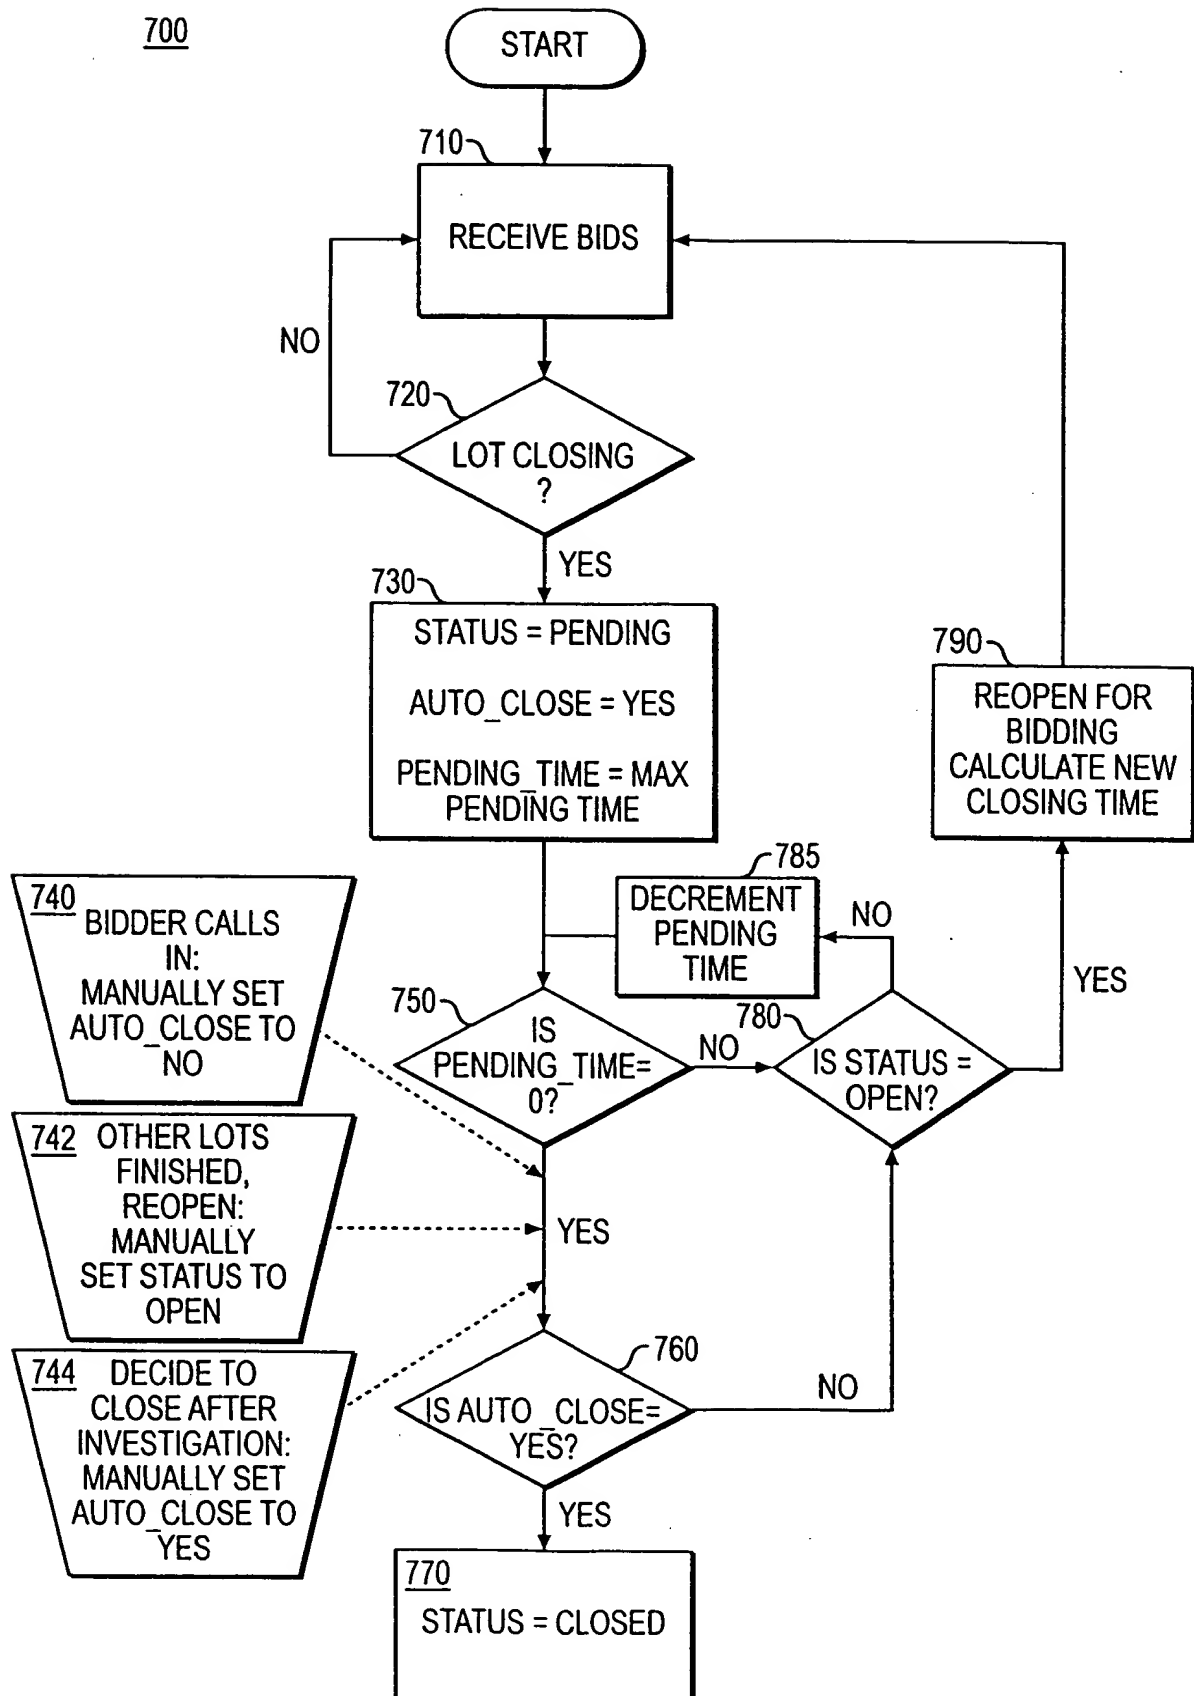 700
START
710
RECEIVE BIDS
NO
720
LOT CLOSING
?
YES
730
STATUS = PENDING
AUTO_CLOSE = YES
PENDING_TIME = MAX
PENDING TIME
790
REOPEN FOR
BIDDING
CALCULATE NEW
CLOSING TIME
785
DECREMENT
PENDING
TIME
NO
YES
740
BIDDER CALLS
IN:
MANUALLY SET
AUTO_CLOSE TO
NO
750
IS
PENDING_TIME=
0?
NO
780
IS STATUS =
OPEN?
742
OTHER LOTS
FINISHED,
REOPEN:
MANUALLY
SET STATUS TO
OPEN
YES
744
DECIDE TO
CLOSE AFTER
INVESTIGATION:
MANUALLY SET
AUTO_CLOSE TO
YES
760
IS AUTO_CLOSE=
YES?
NO
YES
770
STATUS = CLOSED